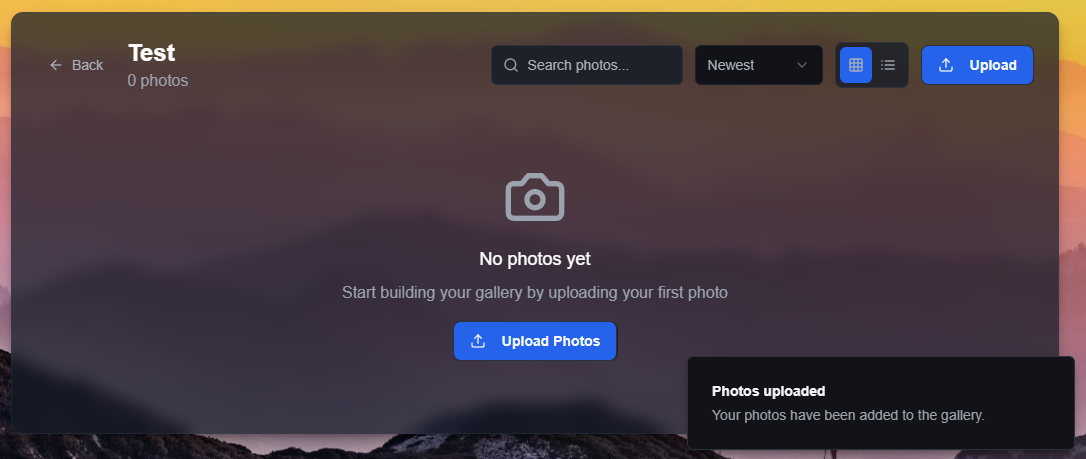 Back
Test
0 photos
Search photos...
Newest
Upload
No photos yet
Start building your gallery by uploading your first photo
Upload Photos
Photos uploaded
Your photos have been added to the gallery.